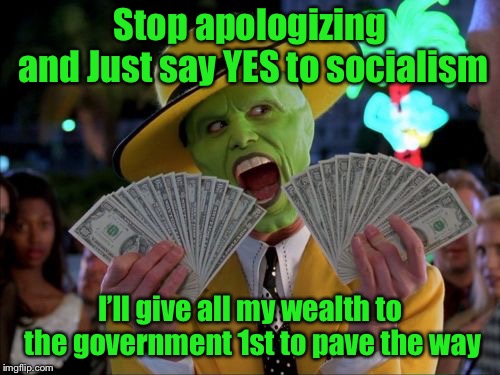 Stop apologizing
and Just say YES to socialism
I'll give all my wealth to
the government 1st to pave the way
imgflip.com